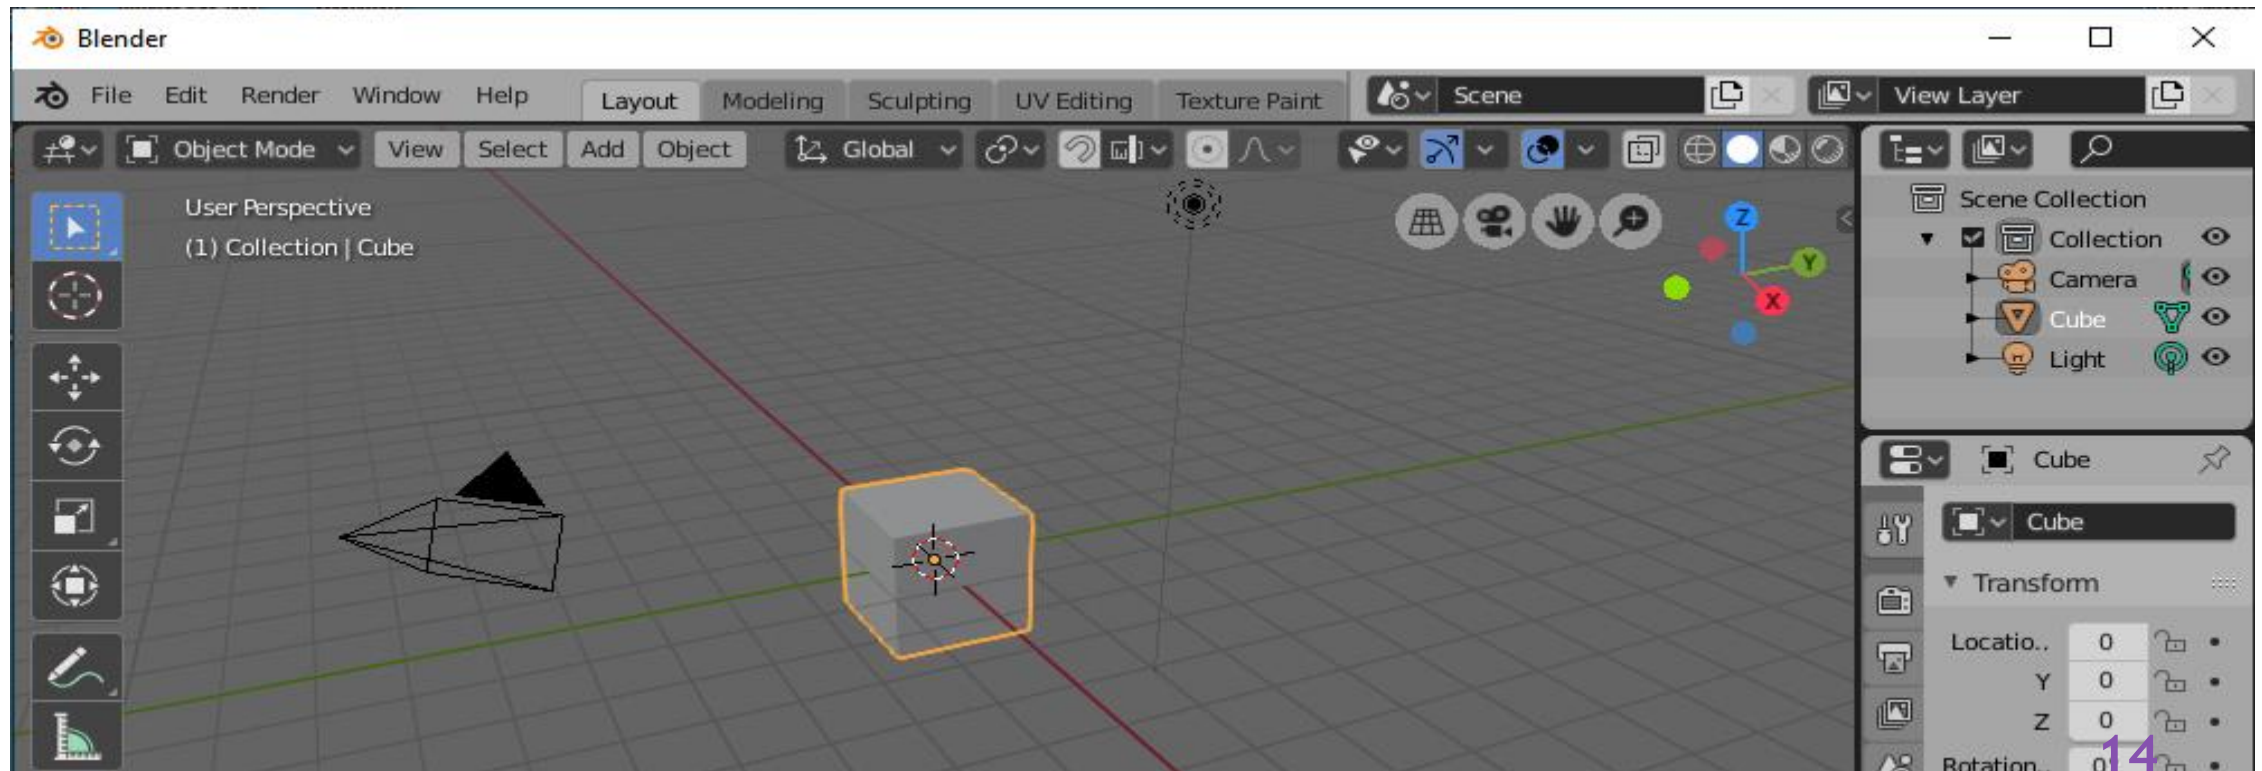 Blender
File Edit Render Window Help Layout Modeling Sculpting UV Editing Texture Paint Scene View Layer
Object Mode View Select Add Object Global
User Perspective
(1) Collection | Cube
Z
Y
X
Scene Collection
Collection
Camera
Cube
Light
Cube
Cube
Transform
Locatio.. 0
Y 0
Z 0
Rotation..
14